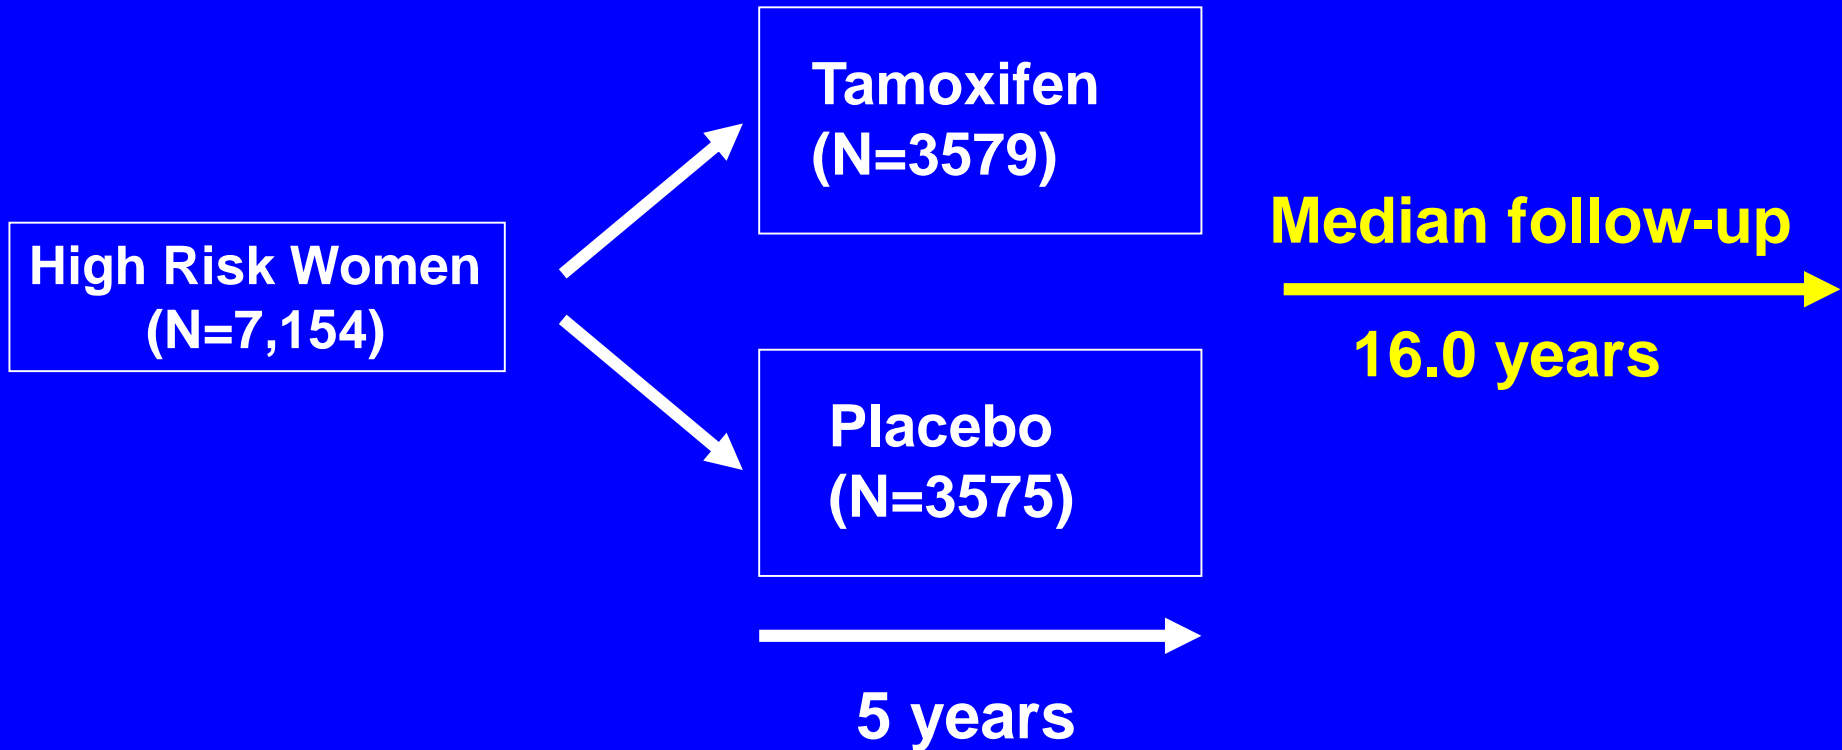 High Risk Women
(N=7,154)
Tamoxifen
(N=3579)
Placebo
(N=3575)
5 years
Median follow-up
16.0 years